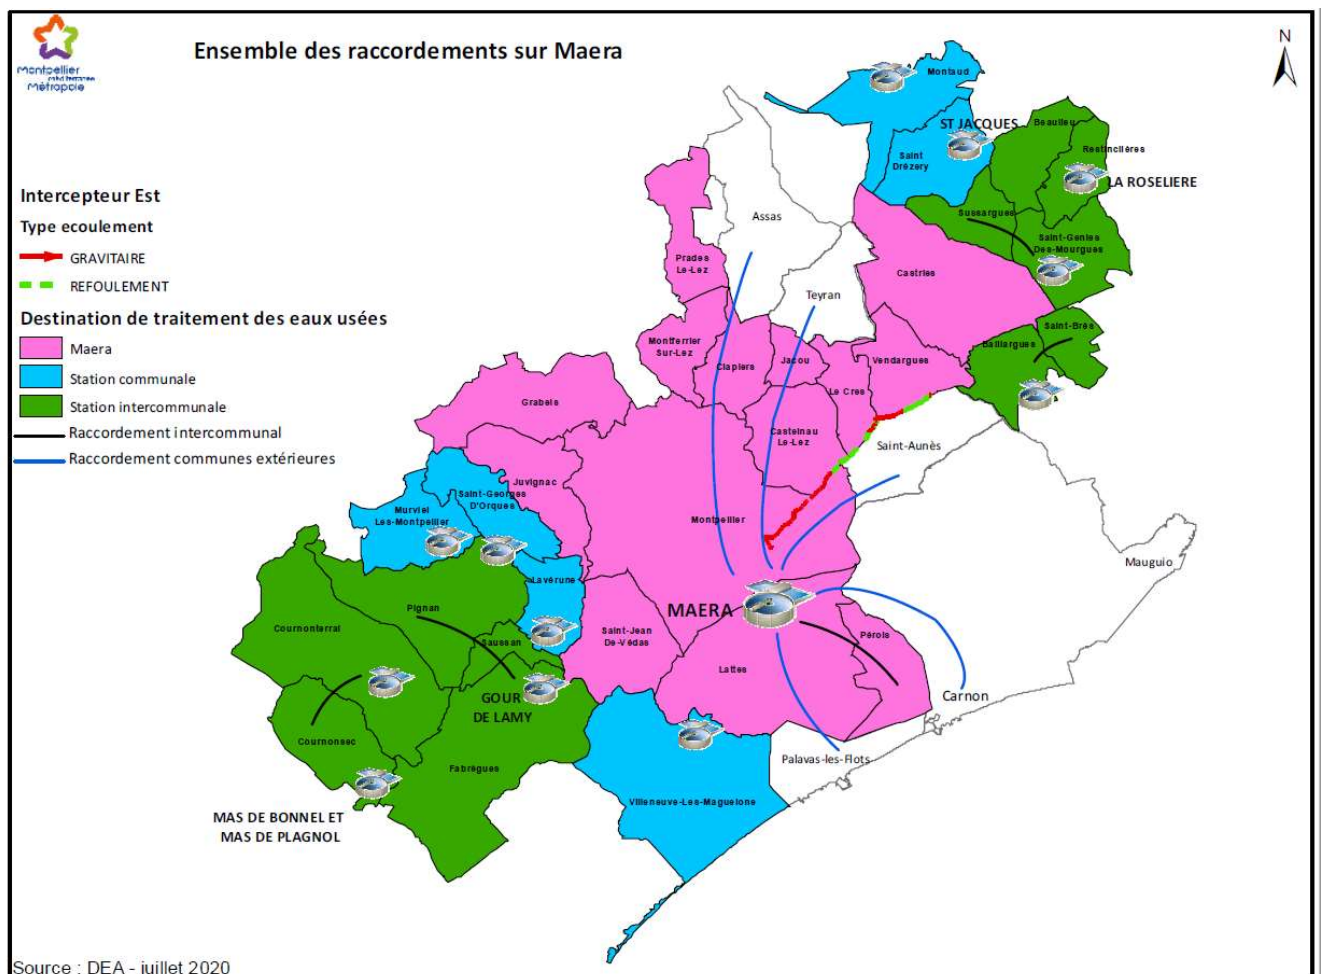 Montpellier
méditerranée
Métropole
Ensemble des raccordements sur Maera
N
Intercepteur Est
Type ecoulement
GRAVITAIRE
REFOULEMENT
Destination de traitement des eaux usées
Maera
Station communale
Station intercommunale
Raccordement intercommunal
Raccordement communes extérieures
Montaud
ST JACQUES
Saint
Drézery
Beaulieu
Restinclières
LA ROSELIERE
Sussargues
Saint-Genies
Des-Mourgues
Assas
Prades
Le-Lez
Castries
Teyran
Saint-Brès
Baillargues
Montferrier
Sur-Lez
Clapiers
Jacou
Vendargues
Le Cres
Grabels
Castelnau
Le-Lez
Saint-Aunès
Juvignac
Saint-Georges
D'Orques
Murviel
Les-Montpellier
Montpellier
Mauguio
Lavérune
MAERA
Pignan
Cournonterral
Saussan
Saint-Jean
De-Védas
Pérols
Lattes
Carnon
GOUR
DE LAMY
Cournonsec
Fabrègues
Palavas-les-Flots
Villeneuve-Les-Maguelone
MAS DE BONNEL ET
MAS DE PLAGNOL
Source : DEA - juillet 2020